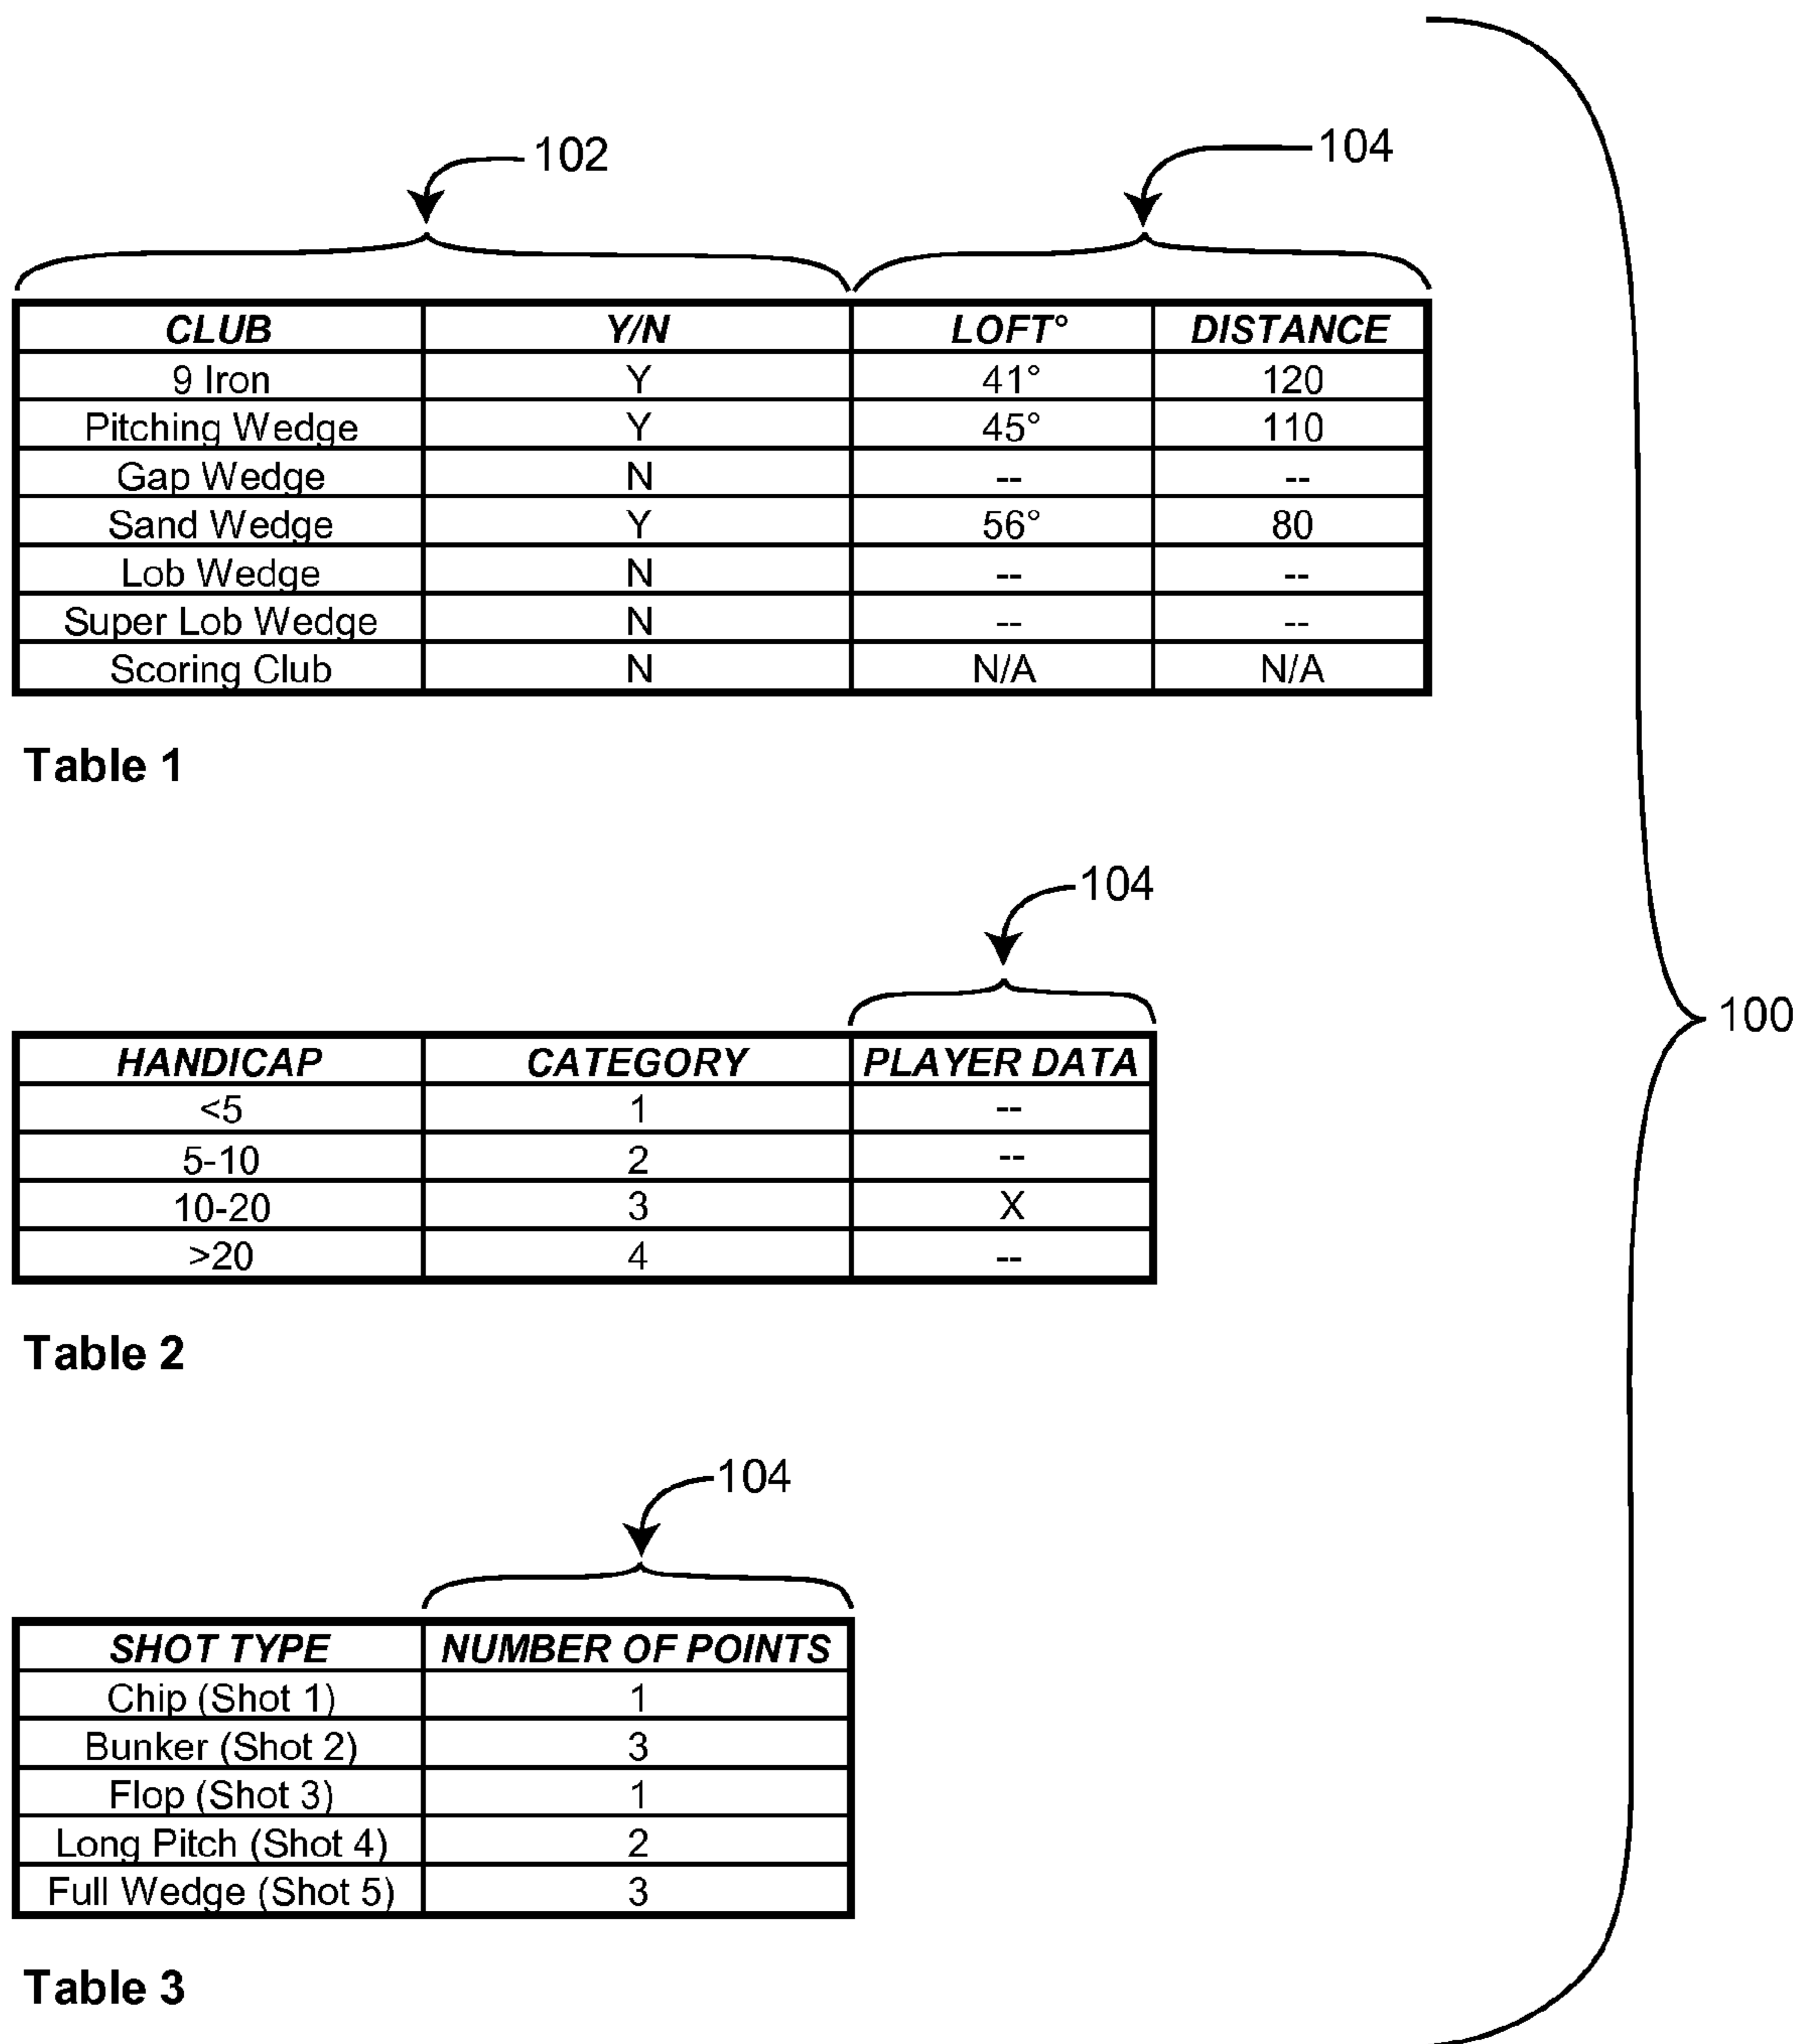 102
104
CLUB Y/N LOFT° DISTANCE
9 Iron Y 41° 120
Pitching Wedge Y 45° 110
Gap Wedge N -- --
Sand Wedge Y 56° 80
Lob Wedge N -- --
Super Lob Wedge N -- --
Scoring Club N N/A N/A
Table 1
104
100
HANDICAP CATEGORY PLAYER DATA
<5 1 --
5-10 2 --
10-20 3 X
>20 4 --
Table 2
104
SHOT TYPE NUMBER OF POINTS
Chip (Shot 1) 1
Bunker (Shot 2) 3
Flop (Shot 3) 1
Long Pitch (Shot 4) 2
Full Wedge (Shot 5) 3
Table 3